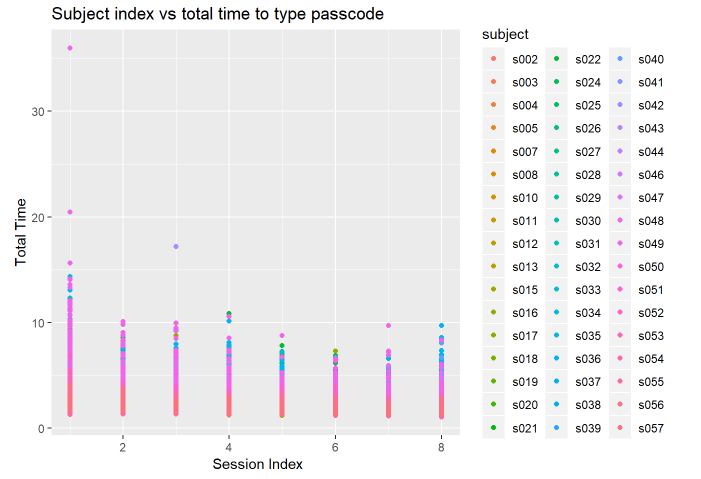 Subject index vs total time to type passcode
Total Time
30
20
10
0
2
4
6
8
Session Index
subject
s002 s022 s040
s003 s024 s041
s004 s025 s042
s005 s026 s043
s007 s027 s044
s008 s028 s046
s010 s029 s047
s011 s030 s048
s012 s031 s049
s013 s032 s050
s015 s033 s051
s016 s034 s052
s017 s035 s053
s018 s036 s054
s019 s037 s055
s020 s038 s056
s021 s039 s057